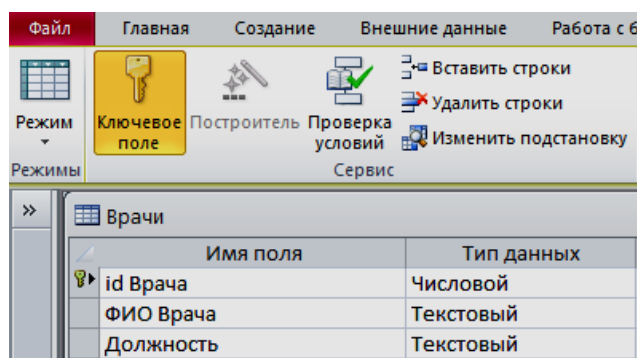 Файл Главная Создание Внешние данные Работа с б
Вставить строки
Удалить строки
Изменить подстановку
Режим Ключевое поле Построитель Проверка условий
Режимы Сервис
» Врачи
Имя поля Тип данных
id Врача Числовой
ФИО Врача Текстовый
Должность Текстовый